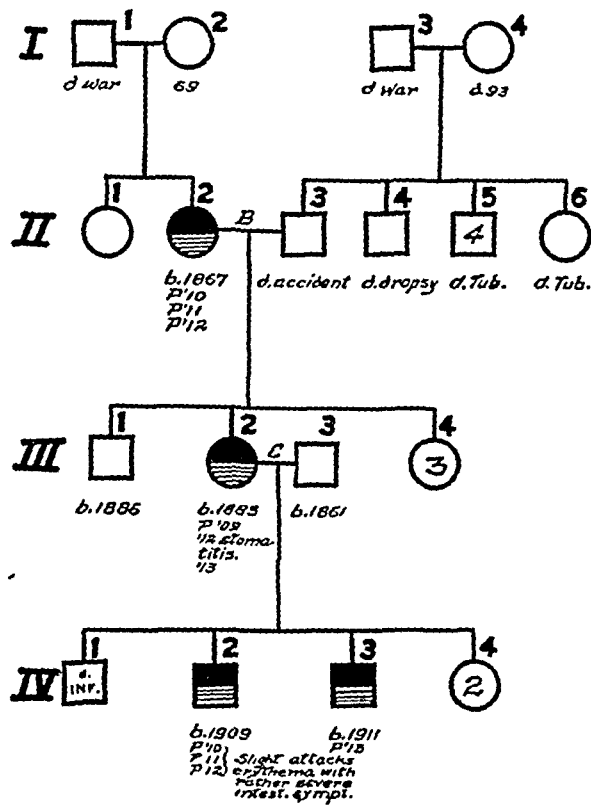 I 1 2 3 4
d war 69 d War d.93
II 1 2 3 4 5 6
B 4
b.1867 d.accident d.dropsy d.Tub. d.Tub.
P'10
P'11
P'12
III 1 2 3 4
C 3
b.1885 b.1861
P'09
'12 stoma-
titis.
'13
IV 1 2 3 4
d. 2
INF.
b.1909 b.1911
P'10 P'13
P'11 Slight attacks
P'12 erythema with
rather severe
intest. sympt.